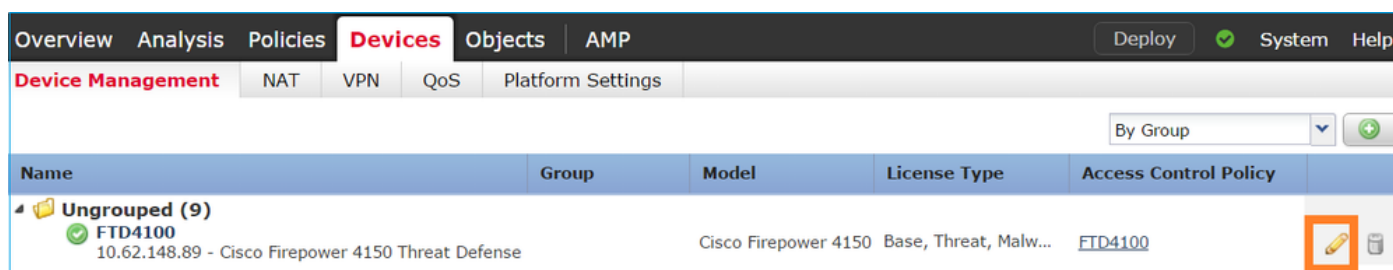 Overview Analysis Policies Devices Objects AMP Deploy System Help
Device Management NAT VPN QoS Platform Settings
By Group
Name Group Model License Type Access Control Policy
Ungrouped (9)
FTD4100
10.62.148.89 - Cisco Firepower 4150 Threat Defense Cisco Firepower 4150 Base, Threat, Malw... FTD4100